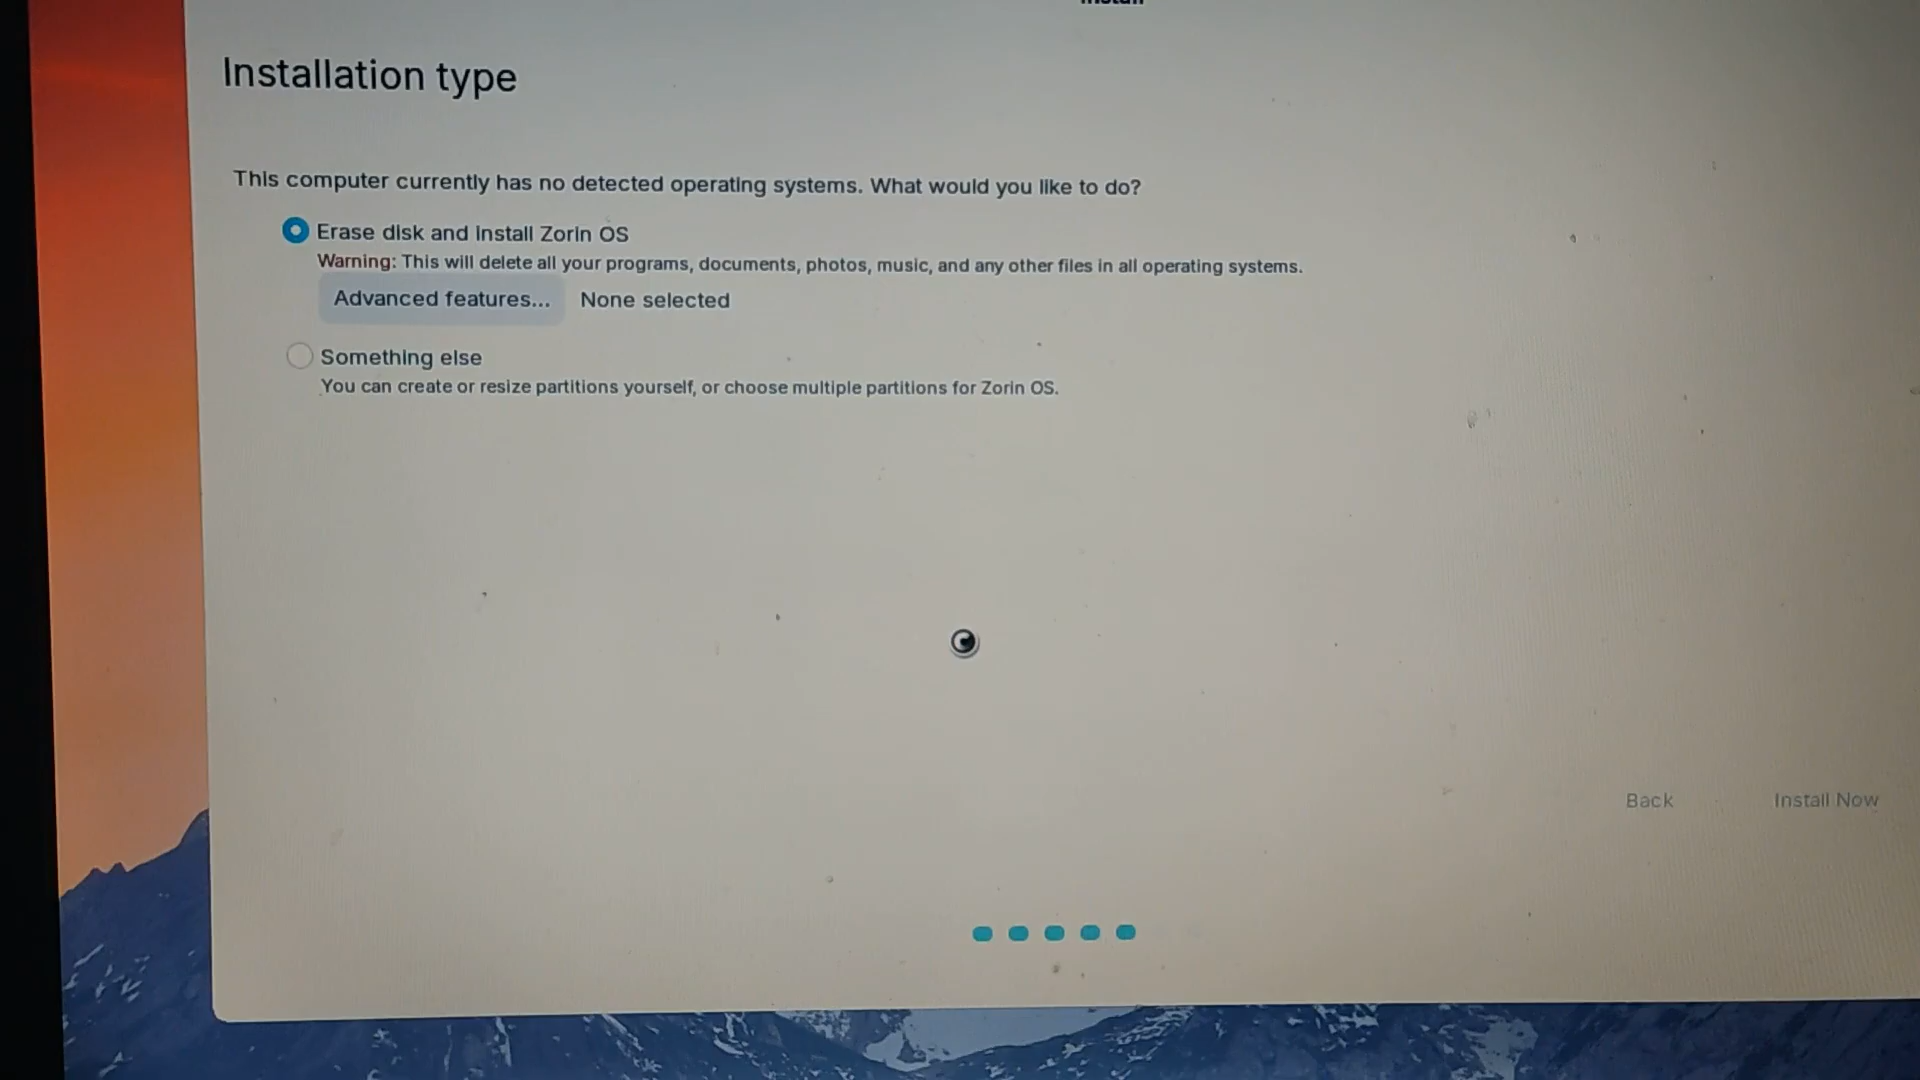 Install
Installation type
This computer currently has no detected operating systems. What would you like to do?
Erase disk and install Zorin OS
Warning: This will delete all your programs, documents, photos, music, and any other files in all operating systems.
Advanced features... None selected
Something else
You can create or resize partitions yourself, or choose multiple partitions for Zorin OS.
Back Install Now